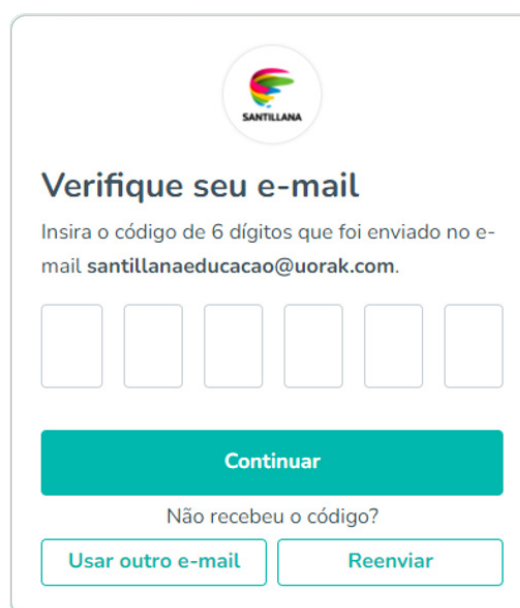 SANTILLANA
Verifique seu e-mail
Insira o código de 6 dígitos que foi enviado no e-
mail santillanaeducacao@uorak.com.
Continuar
Não recebeu o código?
Usar outro e-mail
Reenviar